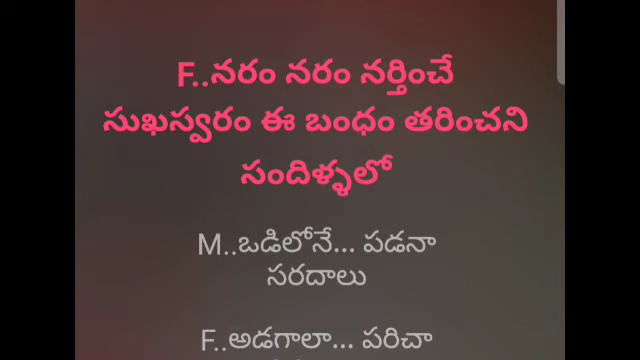 F..నరం నరం నర్తించే
సుఖస్వరం ఈ బంధం తరించని
సందిళ్ళలో
M..ఒడిలోనే... పడనా
సరదాలు
F..అడగాలా... పరిచా